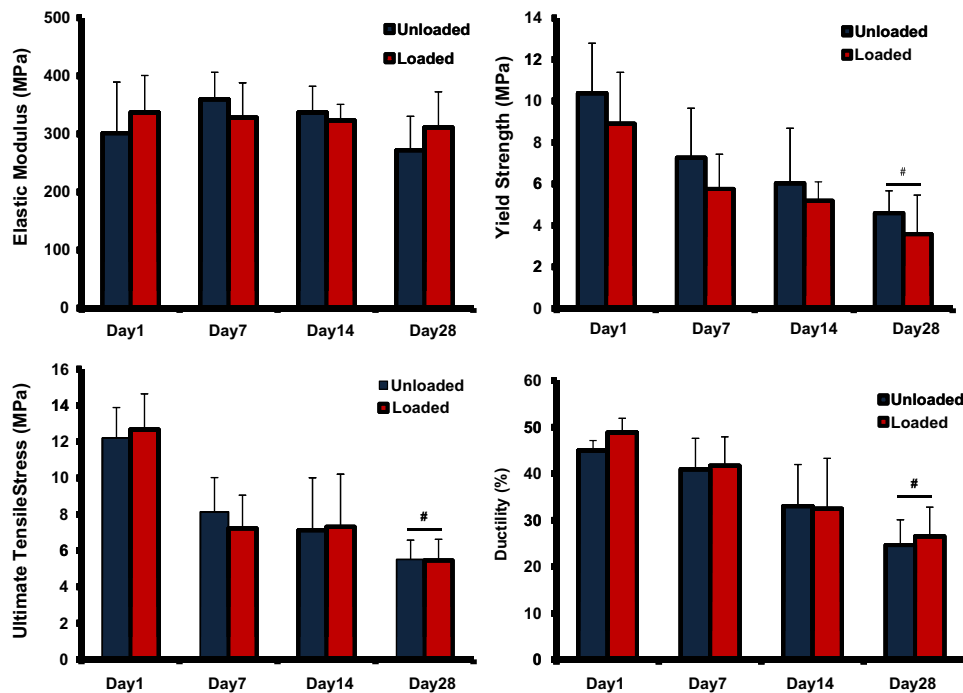 Elastic Modulus (MPa)
500
400
300
200
100
0
Unloaded
Loaded
Day1 Day7 Day14 Day28
Yield Strength (MPa)
14
12
10
8
6
4
2
0
Unloaded
Loaded
#
Day1 Day7 Day14 Day28
Ultimate TensileStress (MPa)
16
14
12
10
8
6
4
2
0
Unloaded
Loaded
#
Day1 Day7 Day14 Day28
Ductility (%)
60
50
40
30
20
10
0
Unloaded
Loaded
#
Day1 Day7 Day14 Day28